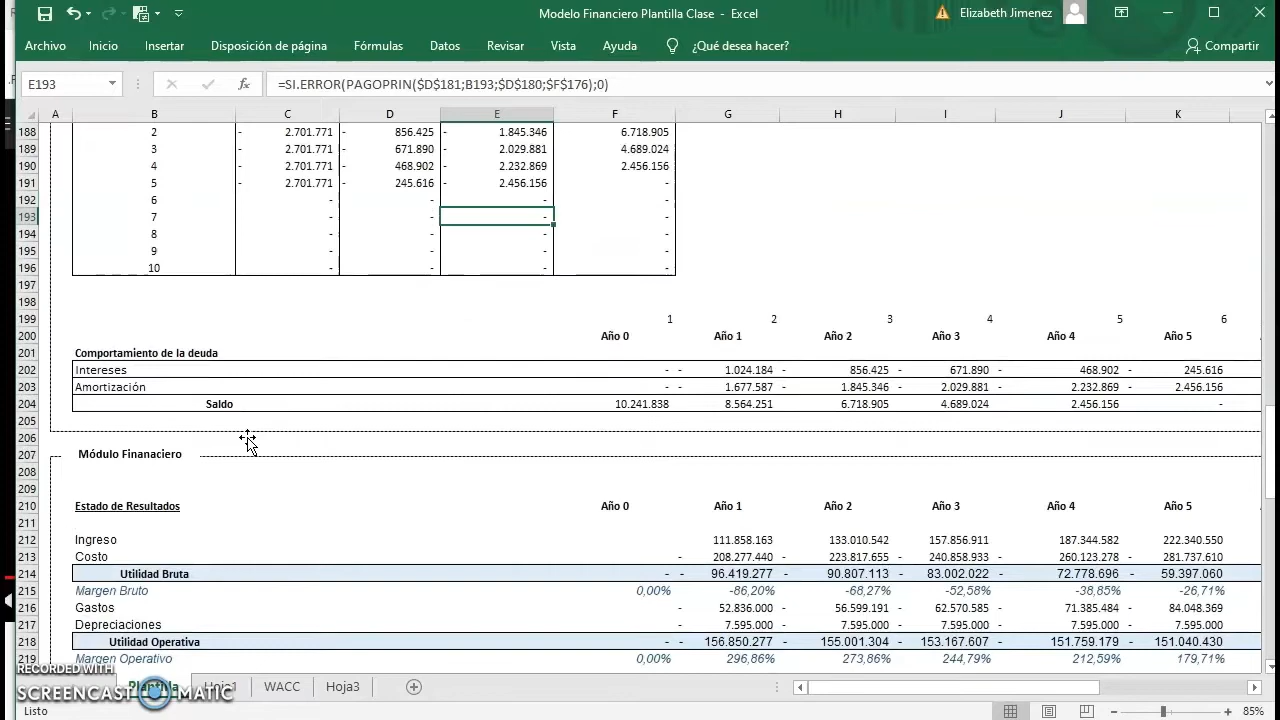 Modelo Financiero Plantilla Clase - Excel
Elizabeth Jimenez
Archivo Inicio Insertar Disposición de página Fórmulas Datos Revisar Vista Ayuda ¿Qué desea hacer? Compartir
E193 fx =SI.ERROR(PAGOPRIN($D$181;B193;$D$180;$F$176);0)
A B C D E F G H I J K
188 2 - 2.701.771 - 856.425 - 1.845.346 6.718.905
189 3 - 2.701.771 - 671.890 - 2.029.881 4.689.024
190 4 - 2.701.771 - 468.902 - 2.232.869 2.456.156
191 5 - 2.701.771 - 245.616 - 2.456.156 -
192 6 - - - -
193 7 - - - -
194 8 - - - -
195 9 - - - -
196 10 - - - -
197
198
199 1 2 3 4 5 6
200 Año 0 Año 1 Año 2 Año 3 Año 4 Año 5
201 Comportamiento de la deuda
202 Intereses - - 1.024.184 - 856.425 - 671.890 - 468.902 - 245.616
203 Amortización - - 1.677.587 - 1.845.346 - 2.029.881 - 2.232.869 - 2.456.156
204 Saldo 10.241.838 8.564.251 6.718.905 4.689.024 2.456.156 -
205
206
207 Módulo Finanaciero
208
209
210 Estado de Resultados Año 0 Año 1 Año 2 Año 3 Año 4 Año 5
211
212 Ingreso 111.858.163 133.010.542 157.856.911 187.344.582 222.340.550
213 Costo - 208.277.440 - 223.817.655 - 240.858.933 - 260.123.278 - 281.737.610
214 Utilidad Bruta - - 96.419.277 - 90.807.113 - 83.002.022 - 72.778.696 - 59.397.060
215 Margen Bruto 0,00% -86,20% -68,27% -52,58% -38,85% -26,71%
216 Gastos - 52.836.000 - 56.599.191 - 62.570.585 - 71.385.484 - 84.048.369
217 Depreciaciones - 7.595.000 - 7.595.000 - 7.595.000 - 7.595.000 - 7.595.000
218 Utilidad Operativa - - 156.850.277 - 155.001.304 - 153.167.607 - 151.759.179 - 151.040.430
219 Margen Operativo 0,00% 296,86% 273,86% 244,79% 212,59% 179,71%
RECORDED WITH
SCREENCAST MATIC
Plantilla Hoja1 WACC Hoja3
Listo 85%